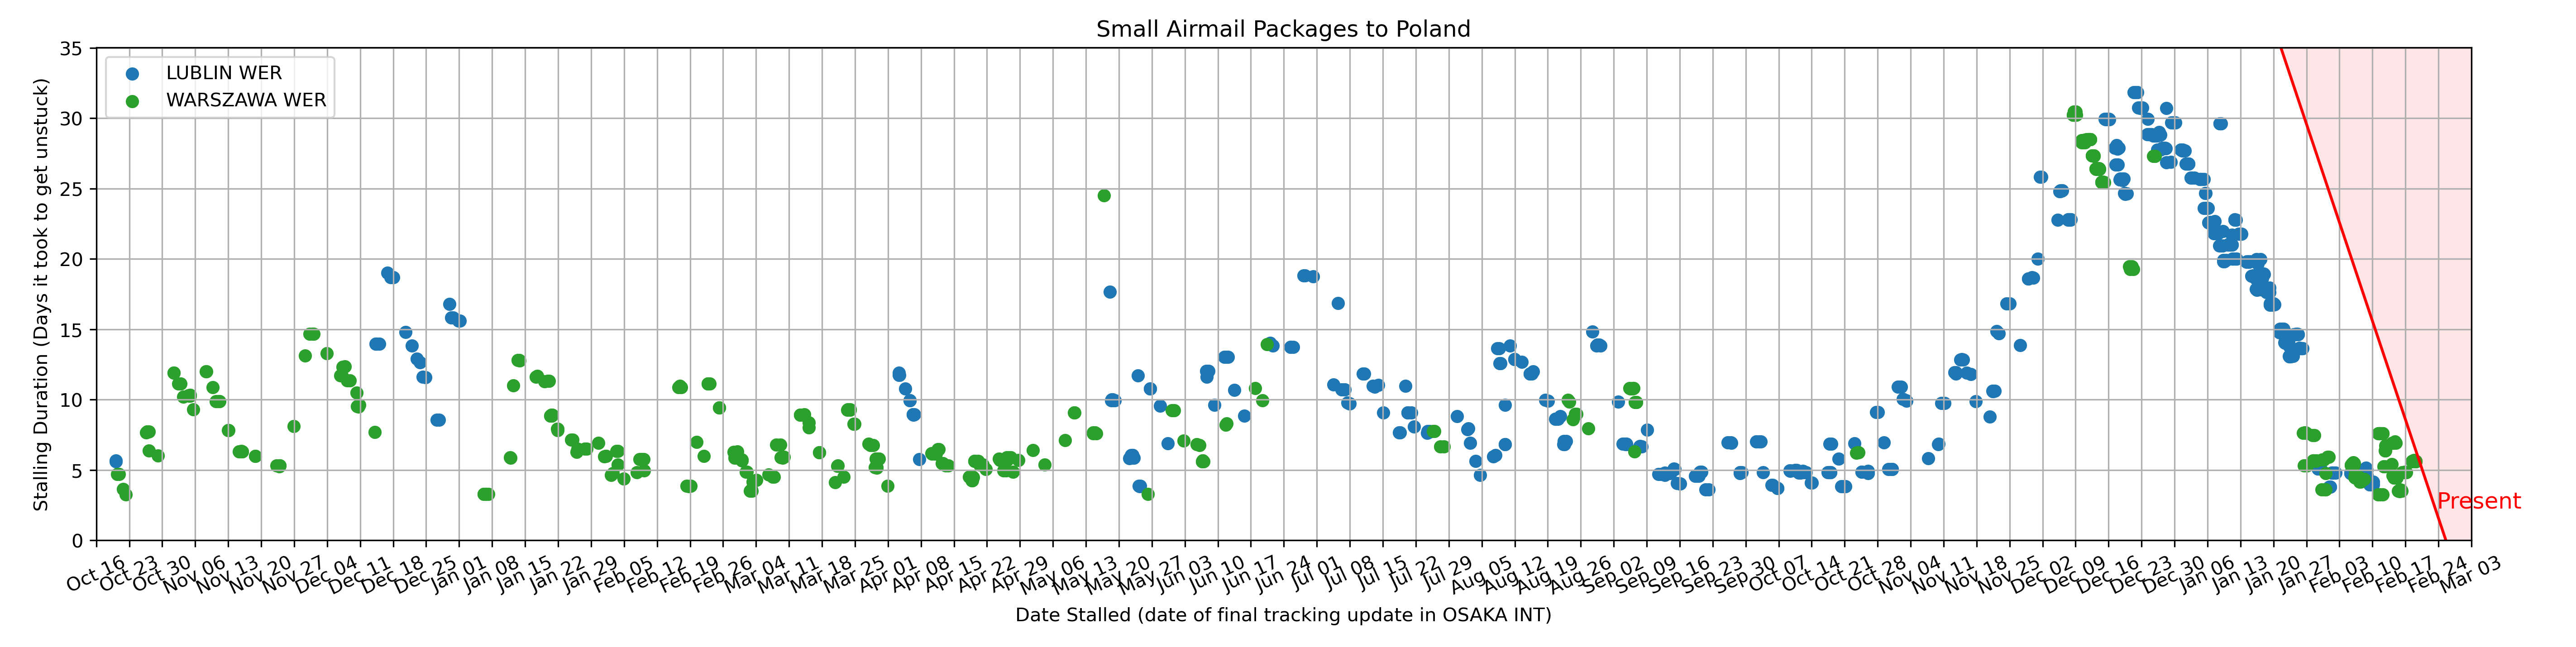 Small Airmail Packages to Poland
LUBLIN WER
WARSZAWA WER
Stalling Duration (Days it took to get unstuck)
35
30
25
20
15
10
5
0
Present
Oct 16
Oct 23
Oct 30
Nov 06
Nov 13
Nov 20
Nov 27
Dec 04
Dec 11
Dec 18
Dec 25
Jan 01
Jan 08
Jan 15
Jan 22
Jan 29
Feb 05
Feb 12
Feb 19
Feb 26
Mar 04
Mar 11
Mar 18
Mar 25
Apr 01
Apr 08
Apr 15
Apr 22
Apr 29
May 06
May 13
May 20
May 27
Jun 03
Jun 10
Jun 17
Jun 24
Jul 01
Jul 08
Jul 15
Jul 22
Jul 29
Aug 05
Aug 12
Aug 19
Aug 26
Sep 02
Sep 09
Sep 16
Sep 23
Sep 30
Oct 07
Oct 14
Oct 21
Oct 28
Nov 04
Nov 11
Nov 18
Nov 25
Dec 02
Dec 09
Dec 16
Dec 23
Dec 30
Jan 06
Jan 13
Jan 20
Jan 27
Feb 03
Feb 10
Feb 17
Feb 24
Mar 03
Date Stalled (date of final tracking update in OSAKA INT)